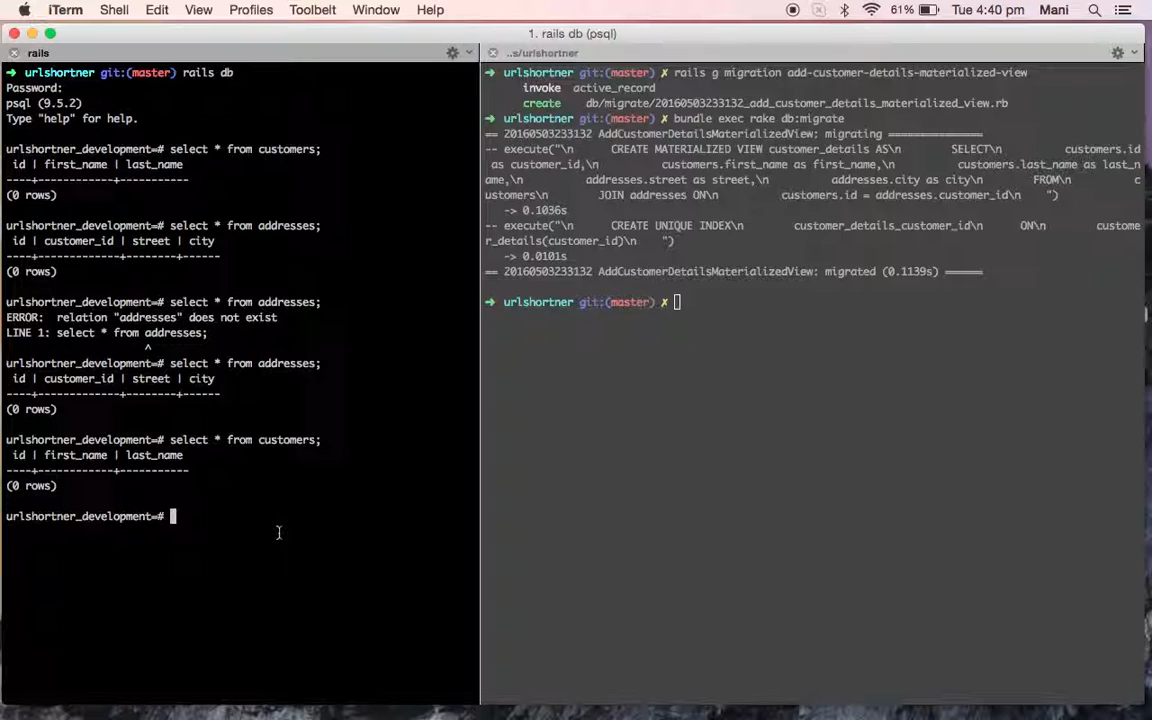 iTerm Shell Edit View Profiles Toolbelt Window Help 61% Tue 4:40 pm Mani
1. rails db (psql)
rails
➜ urlshortner git:(master) rails db
Password:
psql (9.5.2)
Type "help" for help.
urlshortner_development=# select * from customers;
id | first_name | last_name
----+------------+-----------
(0 rows)
urlshortner_development=# select * from addresses;
id | customer_id | street | city
----+-------------+--------+------
(0 rows)
urlshortner_development=# select * from addresses;
ERROR:  relation "addresses" does not exist
LINE 1: select * from addresses;
^
urlshortner_development=# select * from addresses;
id | customer_id | street | city
----+-------------+--------+------
(0 rows)
urlshortner_development=# select * from customers;
id | first_name | last_name
----+------------+-----------
(0 rows)
urlshortner_development=#
..s/urlshortner
➜ urlshortner git:(master) ✗ rails g migration add-customer-details-materialized-view
invoke  active_record
create    db/migrate/20160503233132_add_customer_details_materialized_view.rb
➜ urlshortner git:(master) ✗ bundle exec rake db:migrate
== 20160503233132 AddCustomerDetailsMaterializedView: migrating ===============
-- execute("\n      CREATE MATERIALIZED VIEW customer_details AS\n        SELECT\n          customers.id
as customer_id,\n          customers.first_name as first_name,\n          customers.last_name as last_n
ame,\n          addresses.street as street,\n          addresses.city as city\n        FROM\n          c
ustomers\n        JOIN addresses ON\n          customers.id = addresses.customer_id\n    ")
-> 0.1036s
-- execute("\n      CREATE UNIQUE INDEX\n        customer_details_customer_id\n        ON\n        custome
r_details(customer_id)\n    ")
-> 0.0101s
== 20160503233132 AddCustomerDetailsMaterializedView: migrated (0.1139s) ======
➜ urlshortner git:(master) ✗